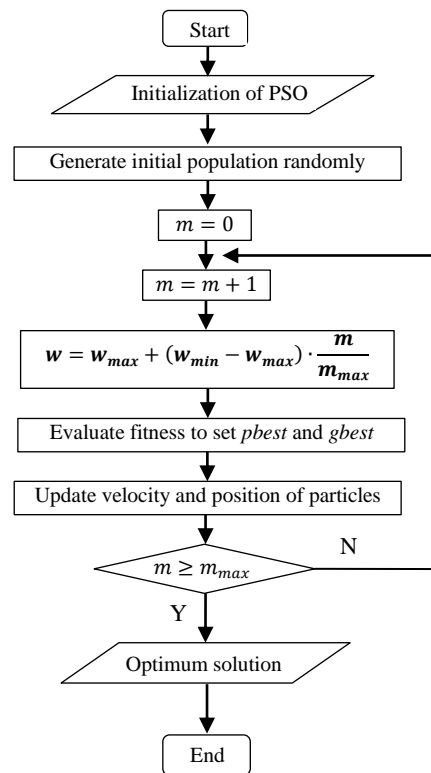 Start
Initialization of PSO
Generate initial population randomly
m = 0
m = m + 1
w = w_max + (w_min − w_max) · m/m_max
Evaluate fitness to set pbest and gbest
Update velocity and position of particles
m ≥ m_max
N
Y
Optimum solution
End